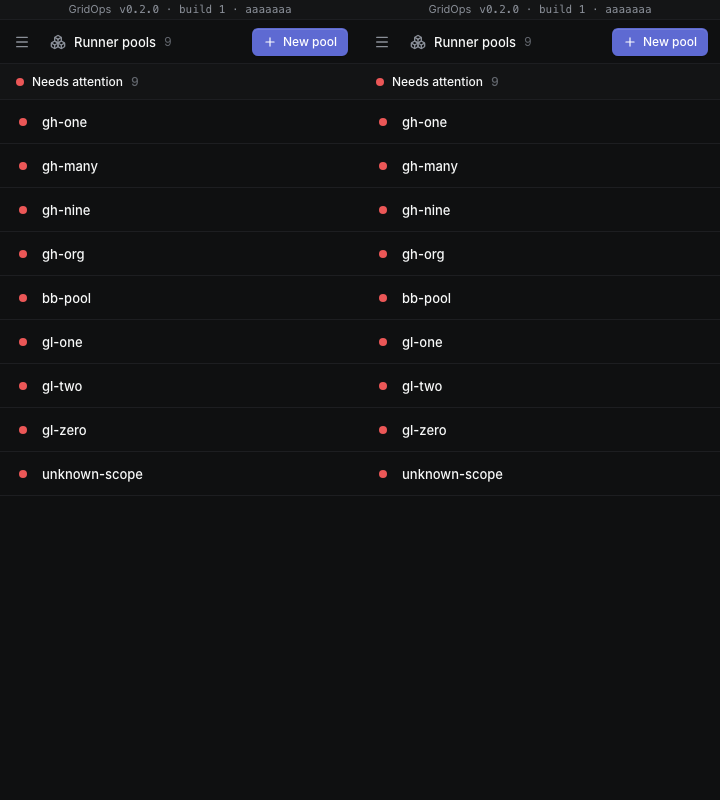 GridOps v0.2.0 · build 1 · aaaaaaa
Runner pools 9
+ New pool
Needs attention 9
gh-one
gh-many
gh-nine
gh-org
bb-pool
gl-one
gl-two
gl-zero
unknown-scope
GridOps v0.2.0 · build 1 · aaaaaaa
Runner pools 9
+ New pool
Needs attention 9
gh-one
gh-many
gh-nine
gh-org
bb-pool
gl-one
gl-two
gl-zero
unknown-scope